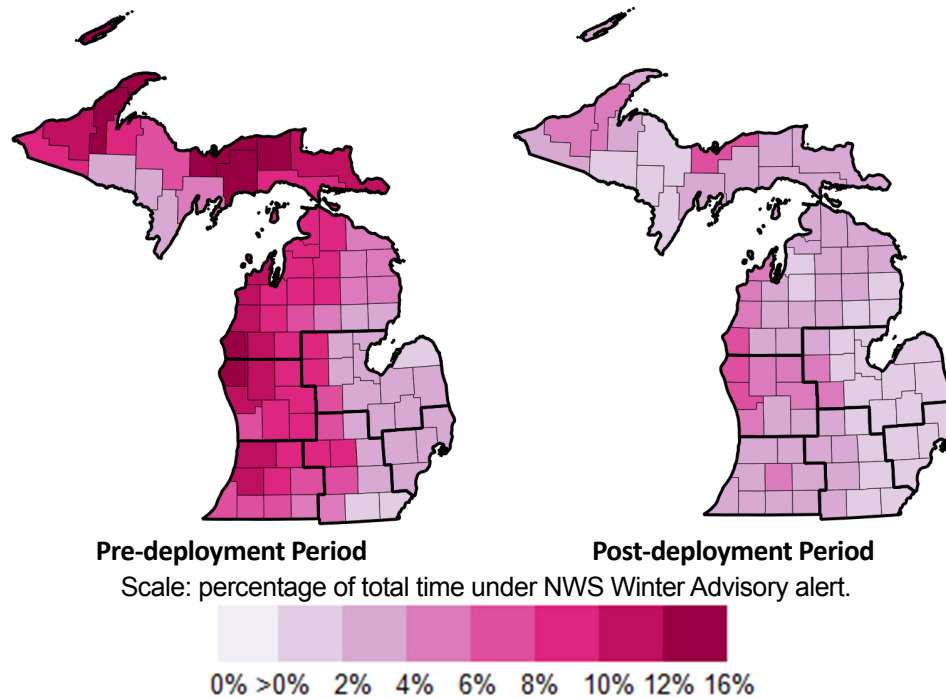 Pre-deployment Period Post-deployment Period
Scale: percentage of total time under NWS Winter Advisory alert.
0% >0% 2% 4% 6% 8% 10% 12% 16%